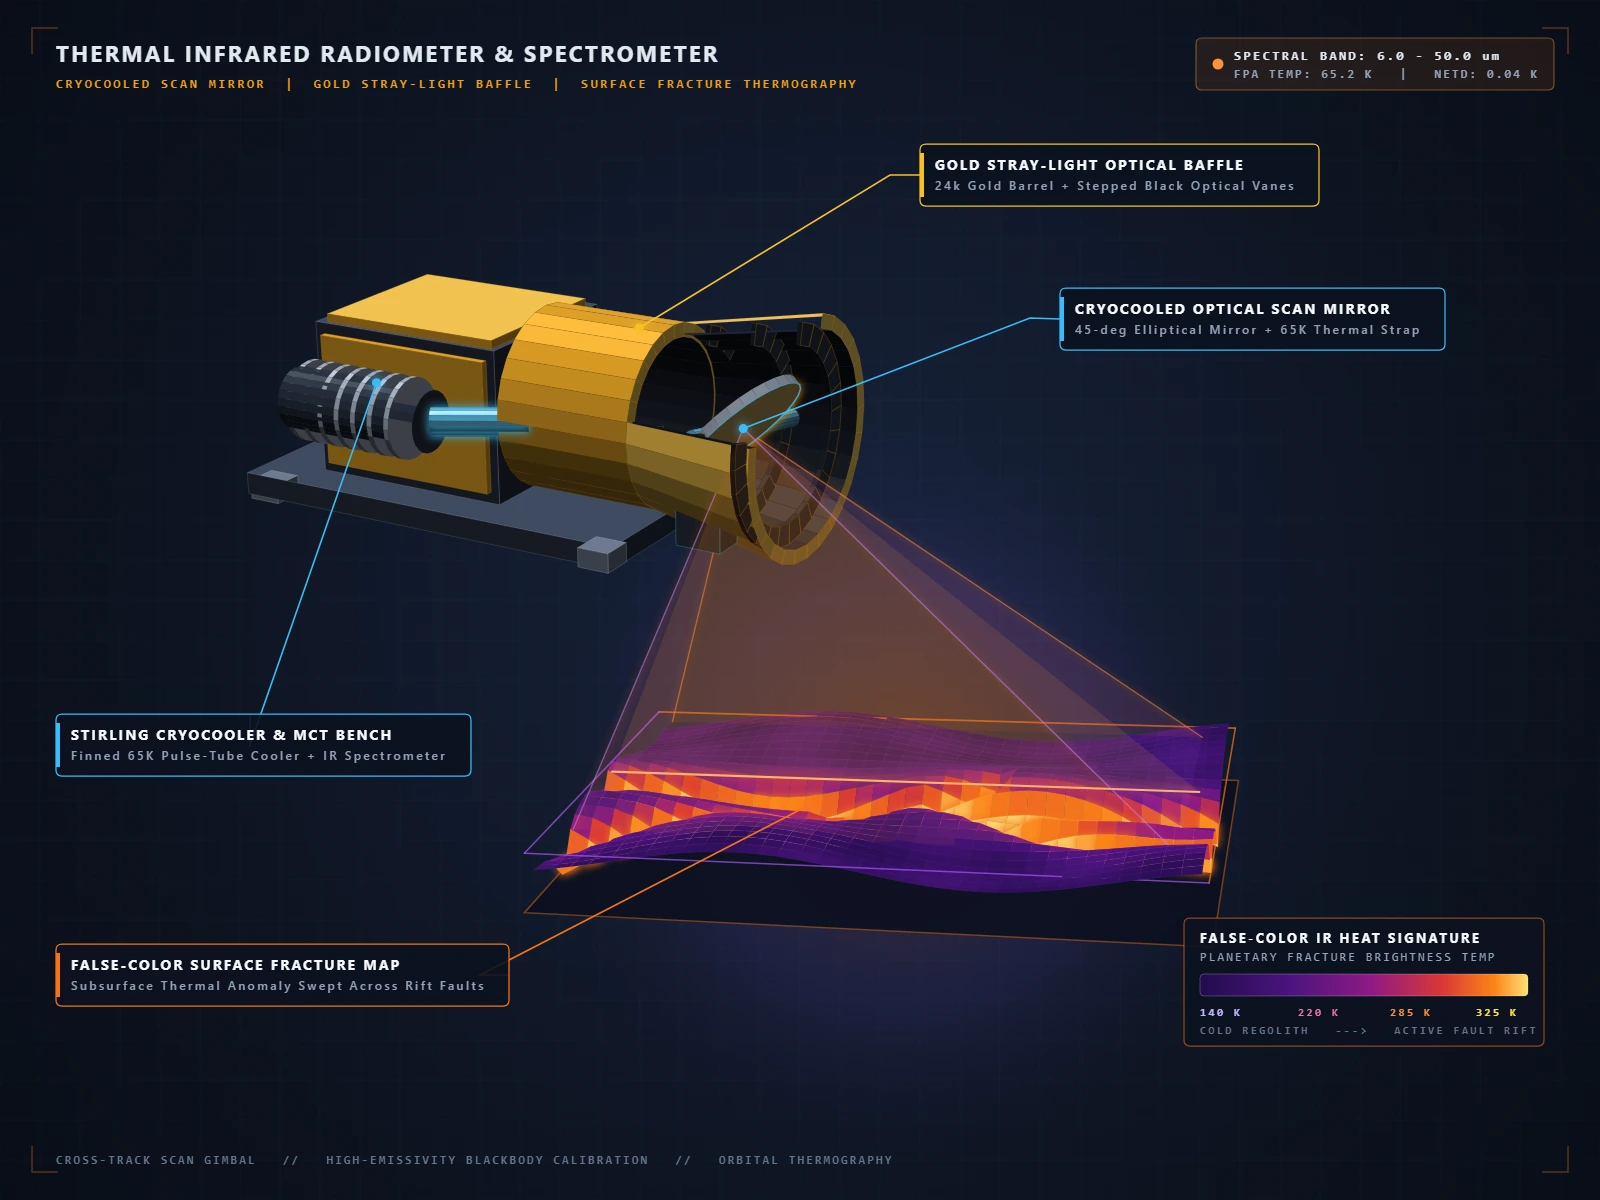 THERMAL INFRARED RADIOMETER & SPECTROMETER
CRYOCOOLED SCAN MIRROR | GOLD STRAY-LIGHT BAFFLE | SURFACE FRACTURE THERMOGRAPHY
SPECTRAL BAND: 6.0 - 50.0 um
FPA TEMP: 65.2 K | NETD: 0.04 K
GOLD STRAY-LIGHT OPTICAL BAFFLE
24k Gold Barrel + Stepped Black Optical Vanes
CRYOCOOLED OPTICAL SCAN MIRROR
45-deg Elliptical Mirror + 65K Thermal Strap
STIRLING CRYOCOOLER & MCT BENCH
Finned 65K Pulse-Tube Cooler + IR Spectrometer
FALSE-COLOR SURFACE FRACTURE MAP
Subsurface Thermal Anomaly Swept Across Rift Faults
FALSE-COLOR IR HEAT SIGNATURE
PLANETARY FRACTURE BRIGHTNESS TEMP
140 K 220 K 285 K 325 K
COLD REGOLITH ---> ACTIVE FAULT RIFT
CROSS-TRACK SCAN GIMBAL // HIGH-EMISSIVITY BLACKBODY CALIBRATION // ORBITAL THERMOGRAPHY